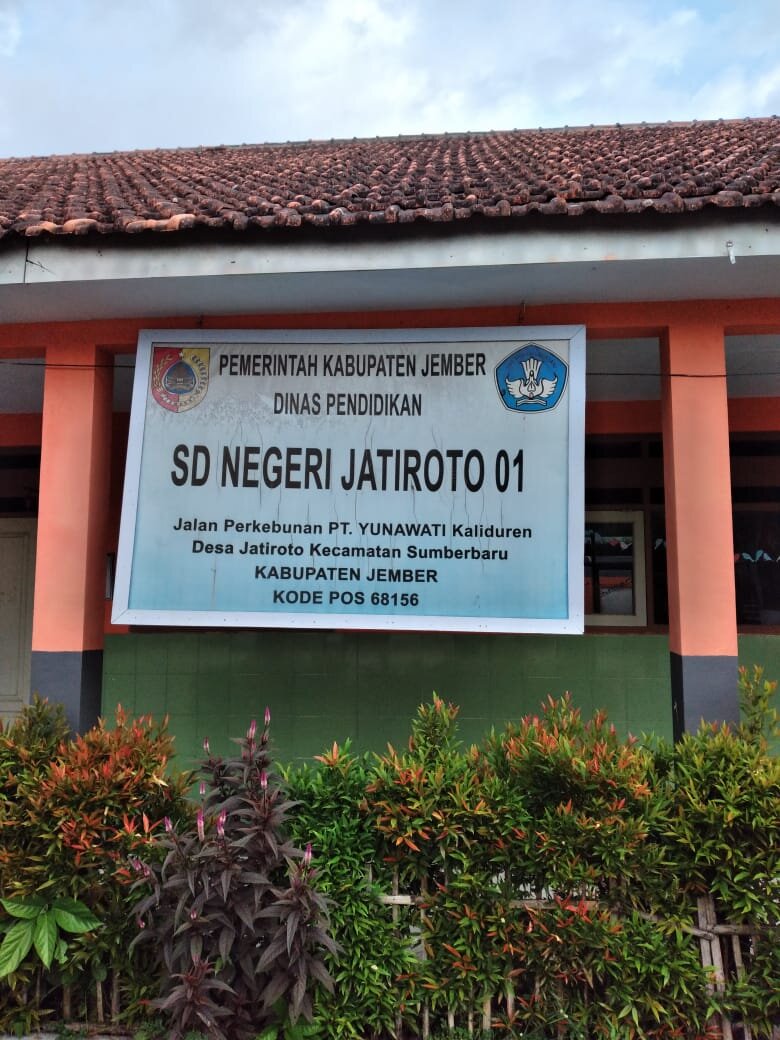 PEMERINTAH KABUPATEN JEMBER
DINAS PENDIDIKAN
SD NEGERI JATIROTO 01
Jalan Perkebunan PT. YUNAWATI Kaliduren
Desa Jatiroto Kecamatan Sumberbaru
KABUPATEN JEMBER
KODE POS 68156